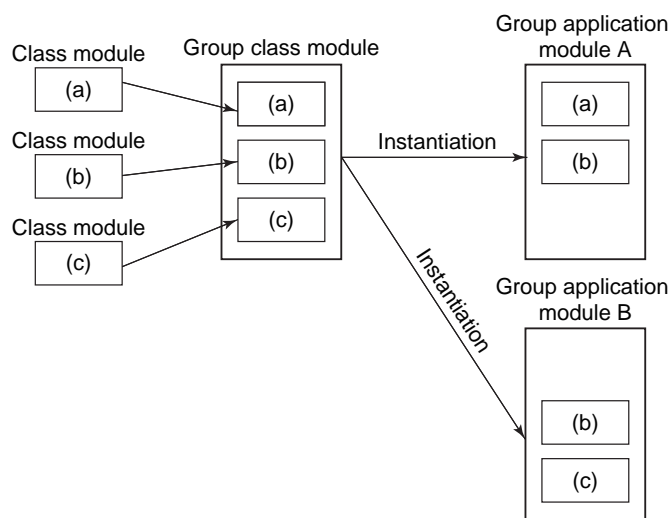 Class module
(a)
Class module
(b)
Class module
(c)
Group class module
(a)
(b)
(c)
Instantiation
Instantiation
Group application
module A
(a)
(b)
Group application
module B
(b)
(c)